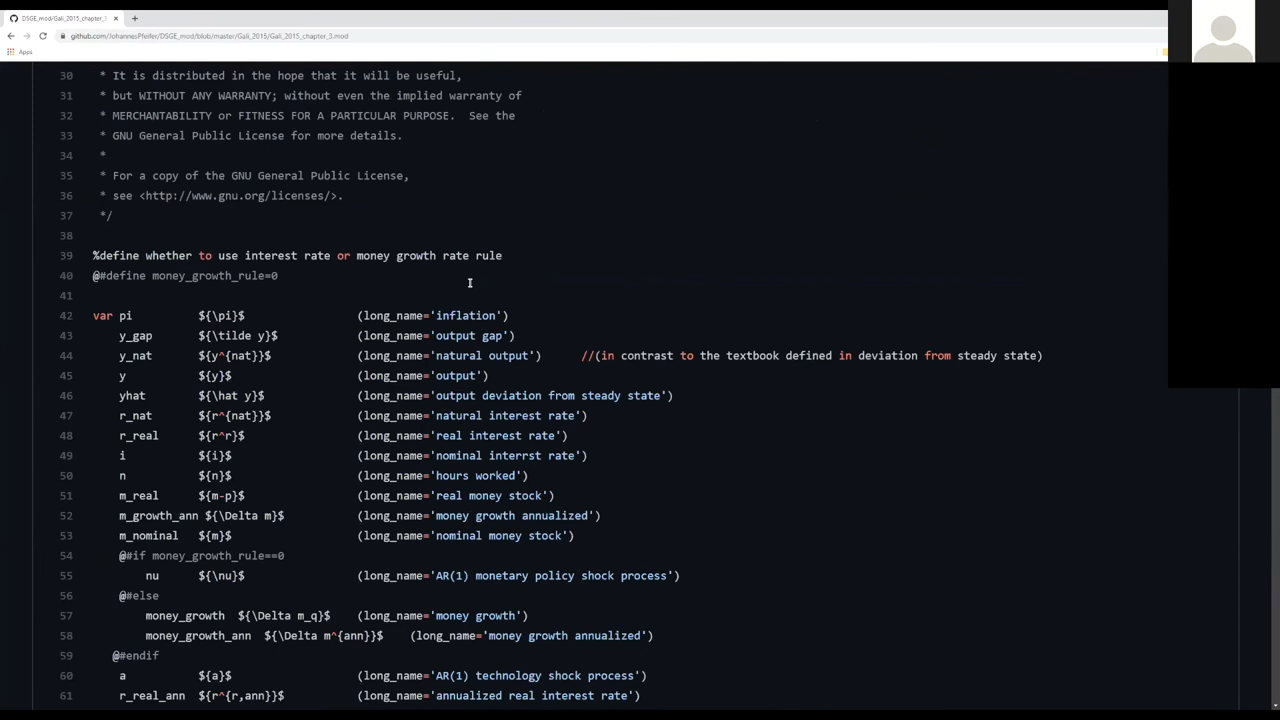 DSGE_mod/Gali_2015_chapter_3
github.com/JohannesPfeifer/DSGE_mod/blob/master/Gali_2015/Gali_2015_chapter_3.mod
Apps
30 * It is distributed in the hope that it will be useful,
31 * but WITHOUT ANY WARRANTY; without even the implied warranty of
32 * MERCHANTABILITY or FITNESS FOR A PARTICULAR PURPOSE.  See the
33 * GNU General Public License for more details.
34 *
35 * For a copy of the GNU General Public License,
36 * see <http://www.gnu.org/licenses/>.
37 */
38
39 %define whether to use interest rate or money growth rate rule
40 @#define money_growth_rule=0
41
42 var pi ${\pi}$ (long_name='inflation')
43 y_gap ${\tilde y}$ (long_name='output gap')
44 y_nat ${y^{nat}}$ (long_name='natural output') //(in contrast to the textbook defined in deviation from steady state)
45 y ${y}$ (long_name='output')
46 yhat ${\hat y}$ (long_name='output deviation from steady state')
47 r_nat ${r^{nat}}$ (long_name='natural interest rate')
48 r_real ${r^r}$ (long_name='real interest rate')
49 i ${i}$ (long_name='nominal interrst rate')
50 n ${n}$ (long_name='hours worked')
51 m_real ${m-p}$ (long_name='real money stock')
52 m_growth_ann ${\Delta m}$ (long_name='money growth annualized')
53 m_nominal ${m}$ (long_name='nominal money stock')
54 @#if money_growth_rule==0
55 nu ${\nu}$ (long_name='AR(1) monetary policy shock process')
56 @#else
57 money_growth ${\Delta m_q}$ (long_name='money growth')
58 money_growth_ann ${\Delta m^{ann}}$ (long_name='money growth annualized')
59 @#endif
60 a ${a}$ (long_name='AR(1) technology shock process')
61 r_real_ann ${r^{r,ann}}$ (long_name='annualized real interest rate')